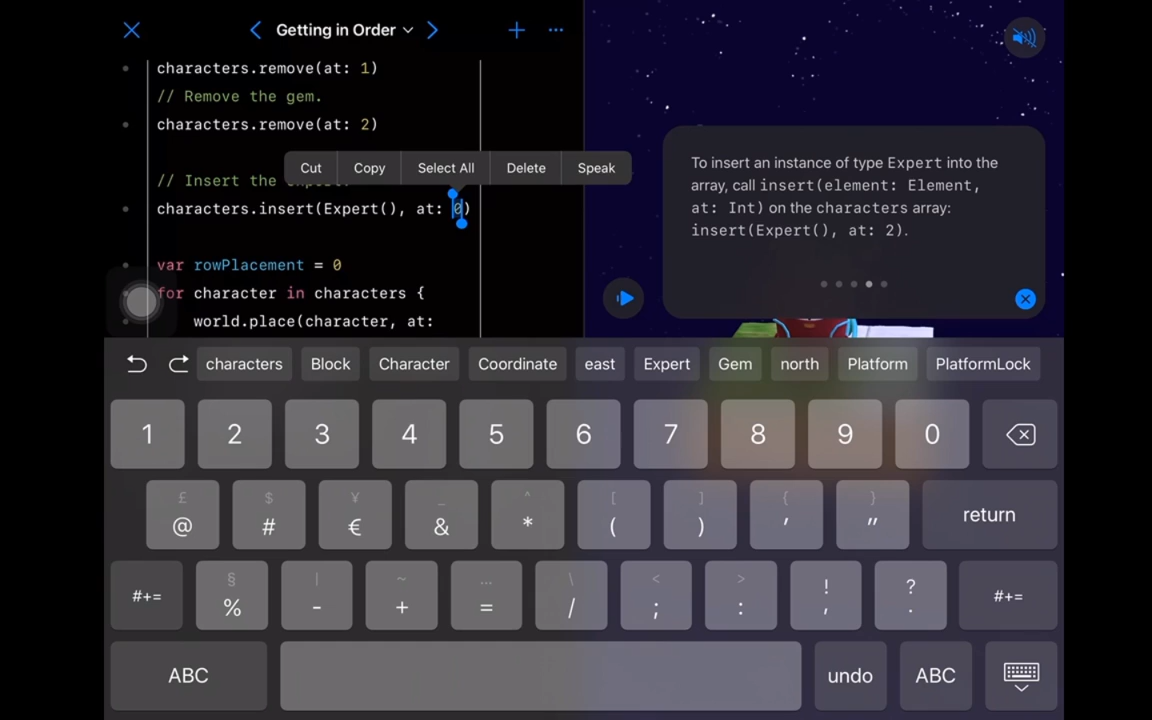 Getting in Order
characters.remove(at: 1)
// Remove the gem.
characters.remove(at: 2)
Cut Copy Select All Delete Speak
// Insert the
characters.insert(Expert(), at: 0)
var rowPlacement = 0
for character in characters {
world.place(character, at:
To insert an instance of type Expert into the
array, call insert(element: Element,
at: Int) on the characters array:
insert(Expert(), at: 2).
characters Block Character Coordinate east Expert Gem north Platform PlatformLock
1 2 3 4 5 6 7 8 9 0
£ $ ¥ _ ^ [ ] { }
@ # € & * ( ) ' " return
§ | ~ … \ < > ! ?
#+= % - + = / ; : , . #+=
ABC undo ABC